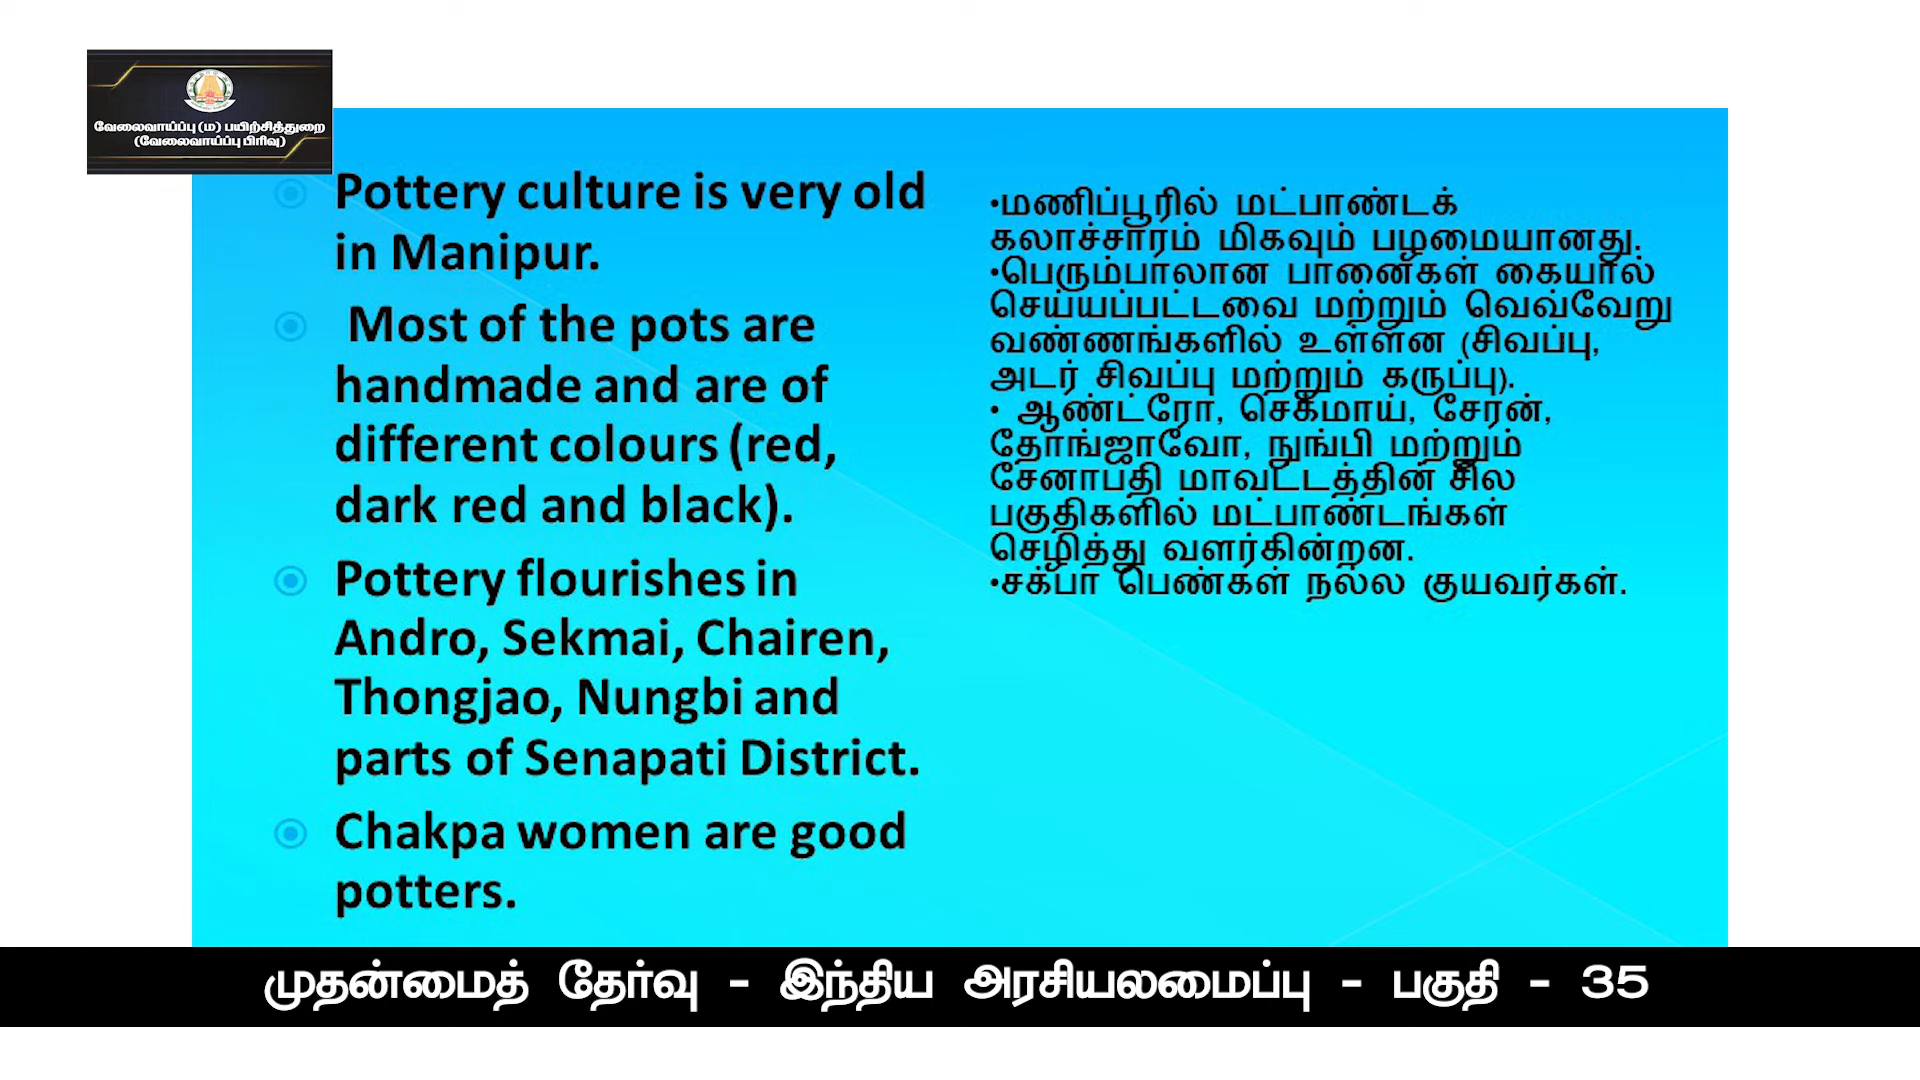 வேலைவாய்ப்பு (ம) பயிற்சித்துறை
(வேலைவாய்ப்பு பிரிவு)
Pottery culture is very old
in Manipur.
Most of the pots are
handmade and are of
different colours (red,
dark red and black).
Pottery flourishes in
Andro, Sekmai, Chairen,
Thongjao, Nungbi and
parts of Senapati District.
Chakpa women are good
potters.
•மணிப்பூரில் மட்பாண்டக்
கலாச்சாரம் மிகவும் பழமையானது.
•பெரும்பாலான பானைகள் கையால்
செய்யப்பட்டவை மற்றும் வெவ்வேறு
வண்ணங்களில் உள்ளன (சிவப்பு,
அடர் சிவப்பு மற்றும் கருப்பு).
• ஆண்ட்ரோ, செக்மாய், சேரன்,
தோங்ஜாவோ, நுங்பி மற்றும்
சேனாபதி மாவட்டத்தின் சில
பகுதிகளில் மட்பாண்டங்கள்
செழித்து வளர்கின்றன.
•சக்பா பெண்கள் நல்ல குயவர்கள்.
முதன்மைத் தேர்வு - இந்திய அரசியலமைப்பு - பகுதி - 35